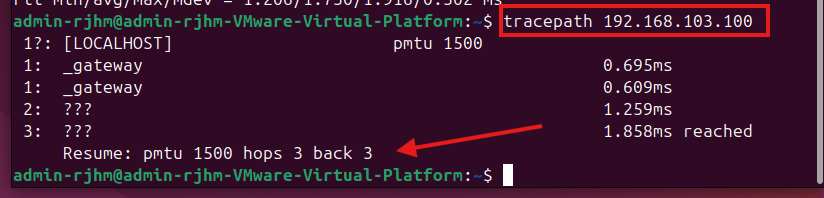 rtt min/avg/max/mdev = 1.206/1.730/1.916/0.302 ms
admin-rjhm@admin-rjhm-VMware-Virtual-Platform:~$ tracepath 192.168.103.100
1?: [LOCALHOST] pmtu 1500
1: _gateway 0.695ms
1: _gateway 0.609ms
2: ??? 1.259ms
3: ??? 1.858ms reached
Resume: pmtu 1500 hops 3 back 3
admin-rjhm@admin-rjhm-VMware-Virtual-Platform:~$